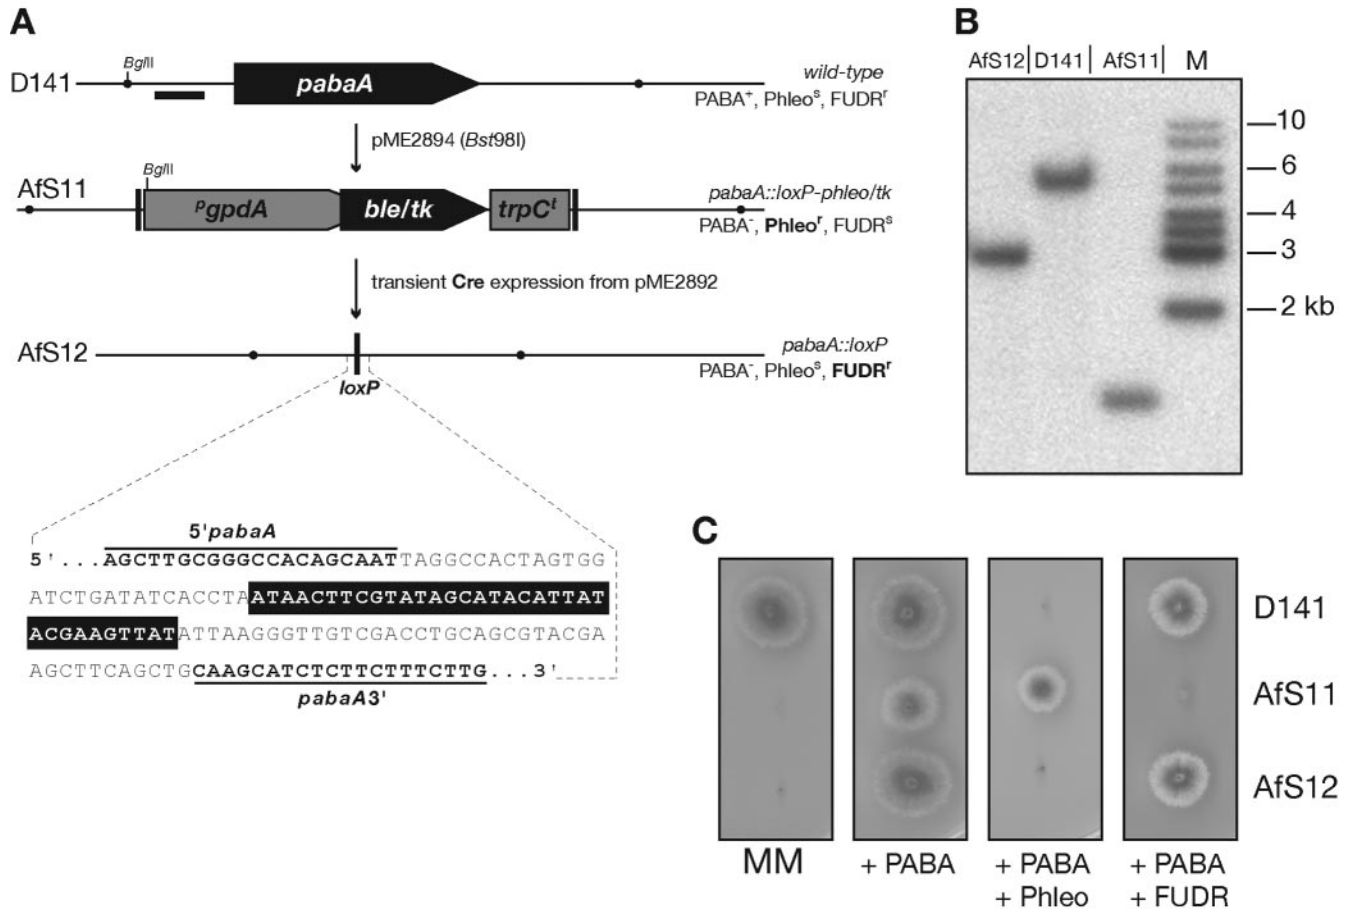 A
BglII
D141
pabaA
wild-type
PABA⁺, Phleoˢ, FUDRʳ
pME2894 (Bst98I)
BglII
AfS11
ᴾgpdA
ble/tk
trpCᵗ
pabaA::loxP-phleo/tk
PABA⁻, Phleoʳ, FUDRˢ
transient Cre expression from pME2892
AfS12
pabaA::loxP
PABA⁻, Phleoˢ, FUDRʳ
loxP
5'pabaA
5'...AGCTTGCGGGCCACAGCAATTAGGCCACTAGTGG
ATCTGATATCACCTAATAACTTCGTATAGCATACATTAT
ACGAAGTTATATTAAGGGTTGTCGACCTGCAGCGTACGA
AGCTTCAGCTGCAAGCATCTCTTCTTTCTTG...3'
pabaA3'
B
AfS12 D141 AfS11 M
10
6
4
3
2 kb
C
D141
AfS11
AfS12
MM
+ PABA
+ PABA
+ Phleo
+ PABA
+ FUDR